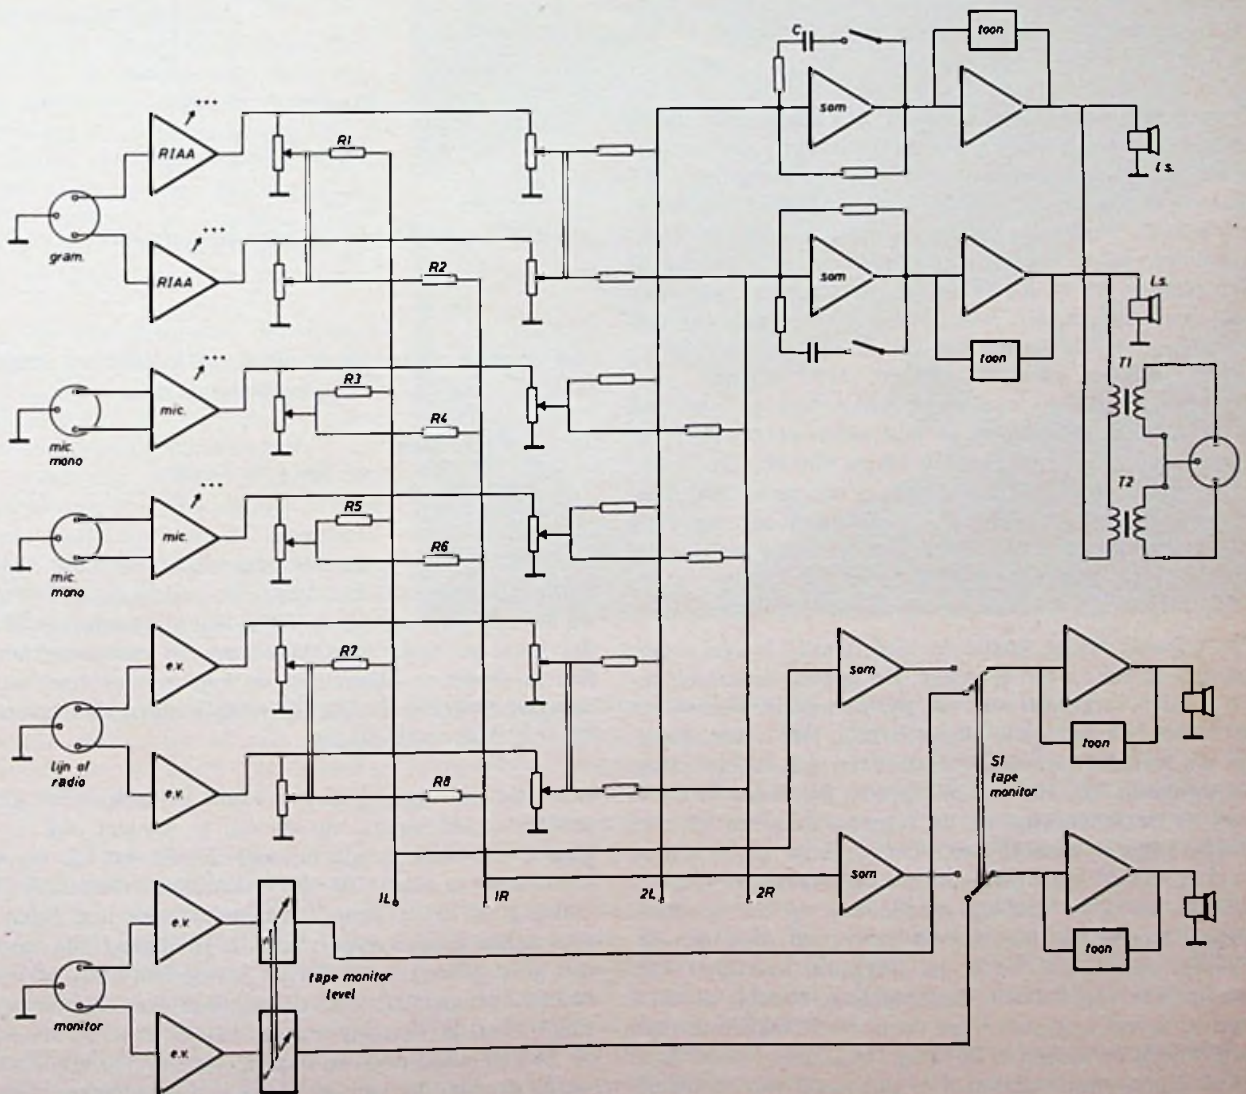 C
toon
som
RIAA
R1
l s.
gram.
RIAA
R2
som
l.s.
toon
mic.
mono
mic.
R3
R4
T1
mic.
mono
mic.
R5
R6
T2
lijn of
radio
e.v.
R7
e.v.
R8
som
toon
S1
tape
monitor
som
toon
1L
1R
2L
2R
monitor
e.v.
tape monitor
level
e.v.